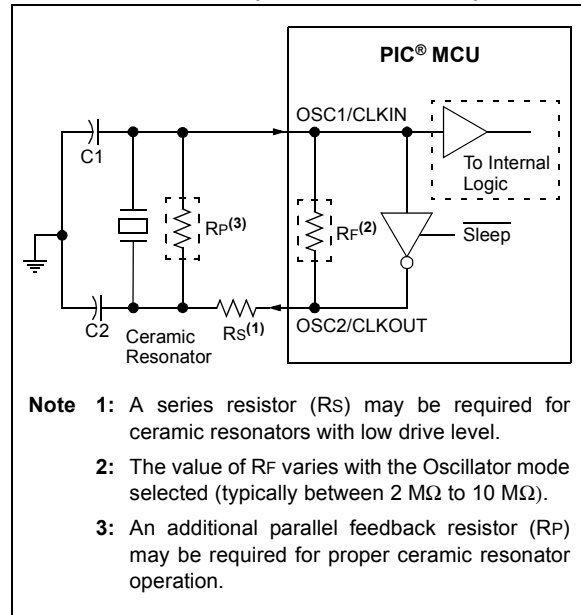 PIC® MCU
OSC1/CLKIN
C1
To Internal
Logic
RP(3)
RF(2)
Sleep
C2
Ceramic
Resonator
RS(1)
OSC2/CLKOUT
Note 1: A series resistor (RS) may be required for
ceramic resonators with low drive level.
2: The value of RF varies with the Oscillator mode
selected (typically between 2 MΩ to 10 MΩ).
3: An additional parallel feedback resistor (RP)
may be required for proper ceramic resonator
operation.